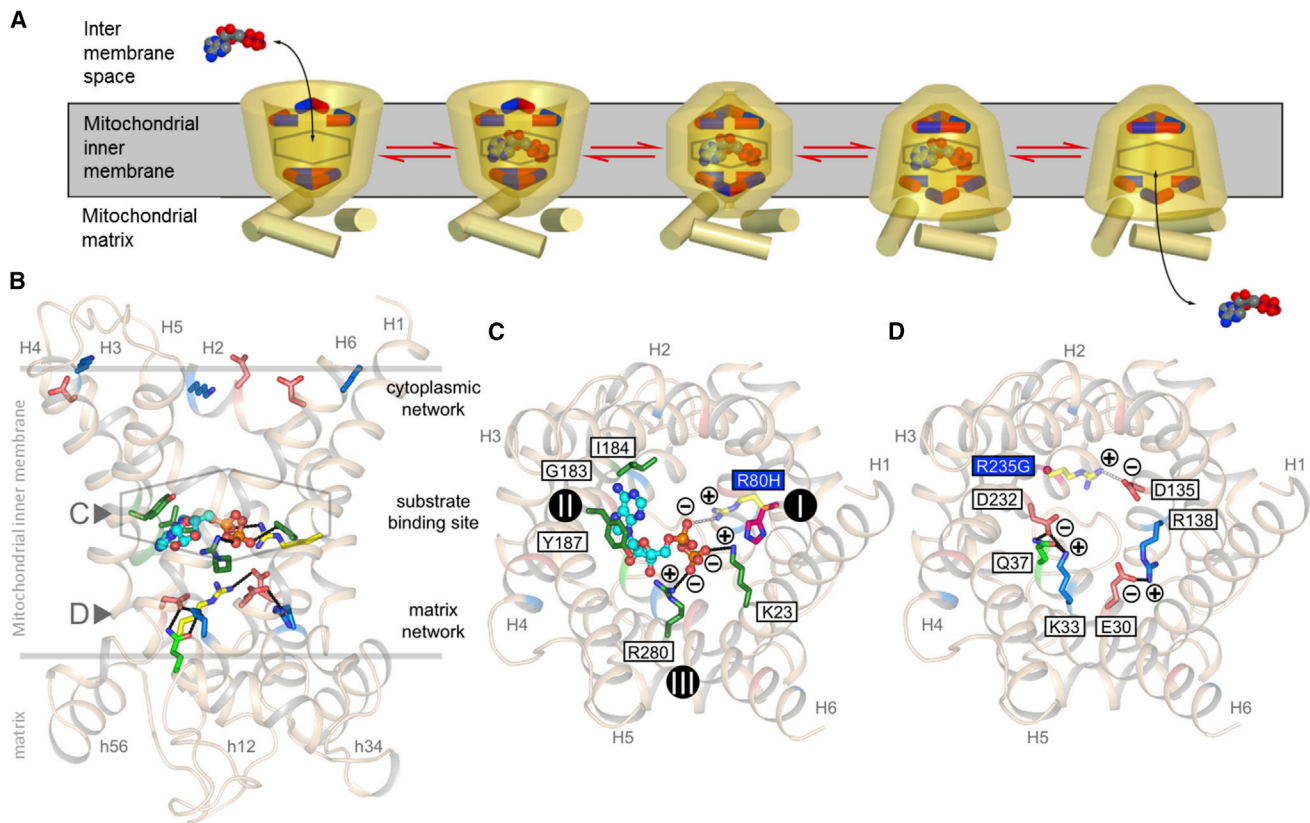 A
Inter
membrane
space
Mitochondrial
inner
membrane
Mitochondrial
matrix
B
H4
H3
H5
H2
H6
H1
cytoplasmic
network
Mitochondrial inner membrane
C
substrate
binding site
D
matrix
network
matrix
h56
h12
h34
C
H2
H3
I184
G183
R80H
H1
II
I
Y187
− +
+
−
+ −
K23
H4
R280
III
H5
H6
D
H2
H3
H1
R235G
+
−
D232
D135
R138
−
+
Q37
− +
H4
K33
E30
H5
H6